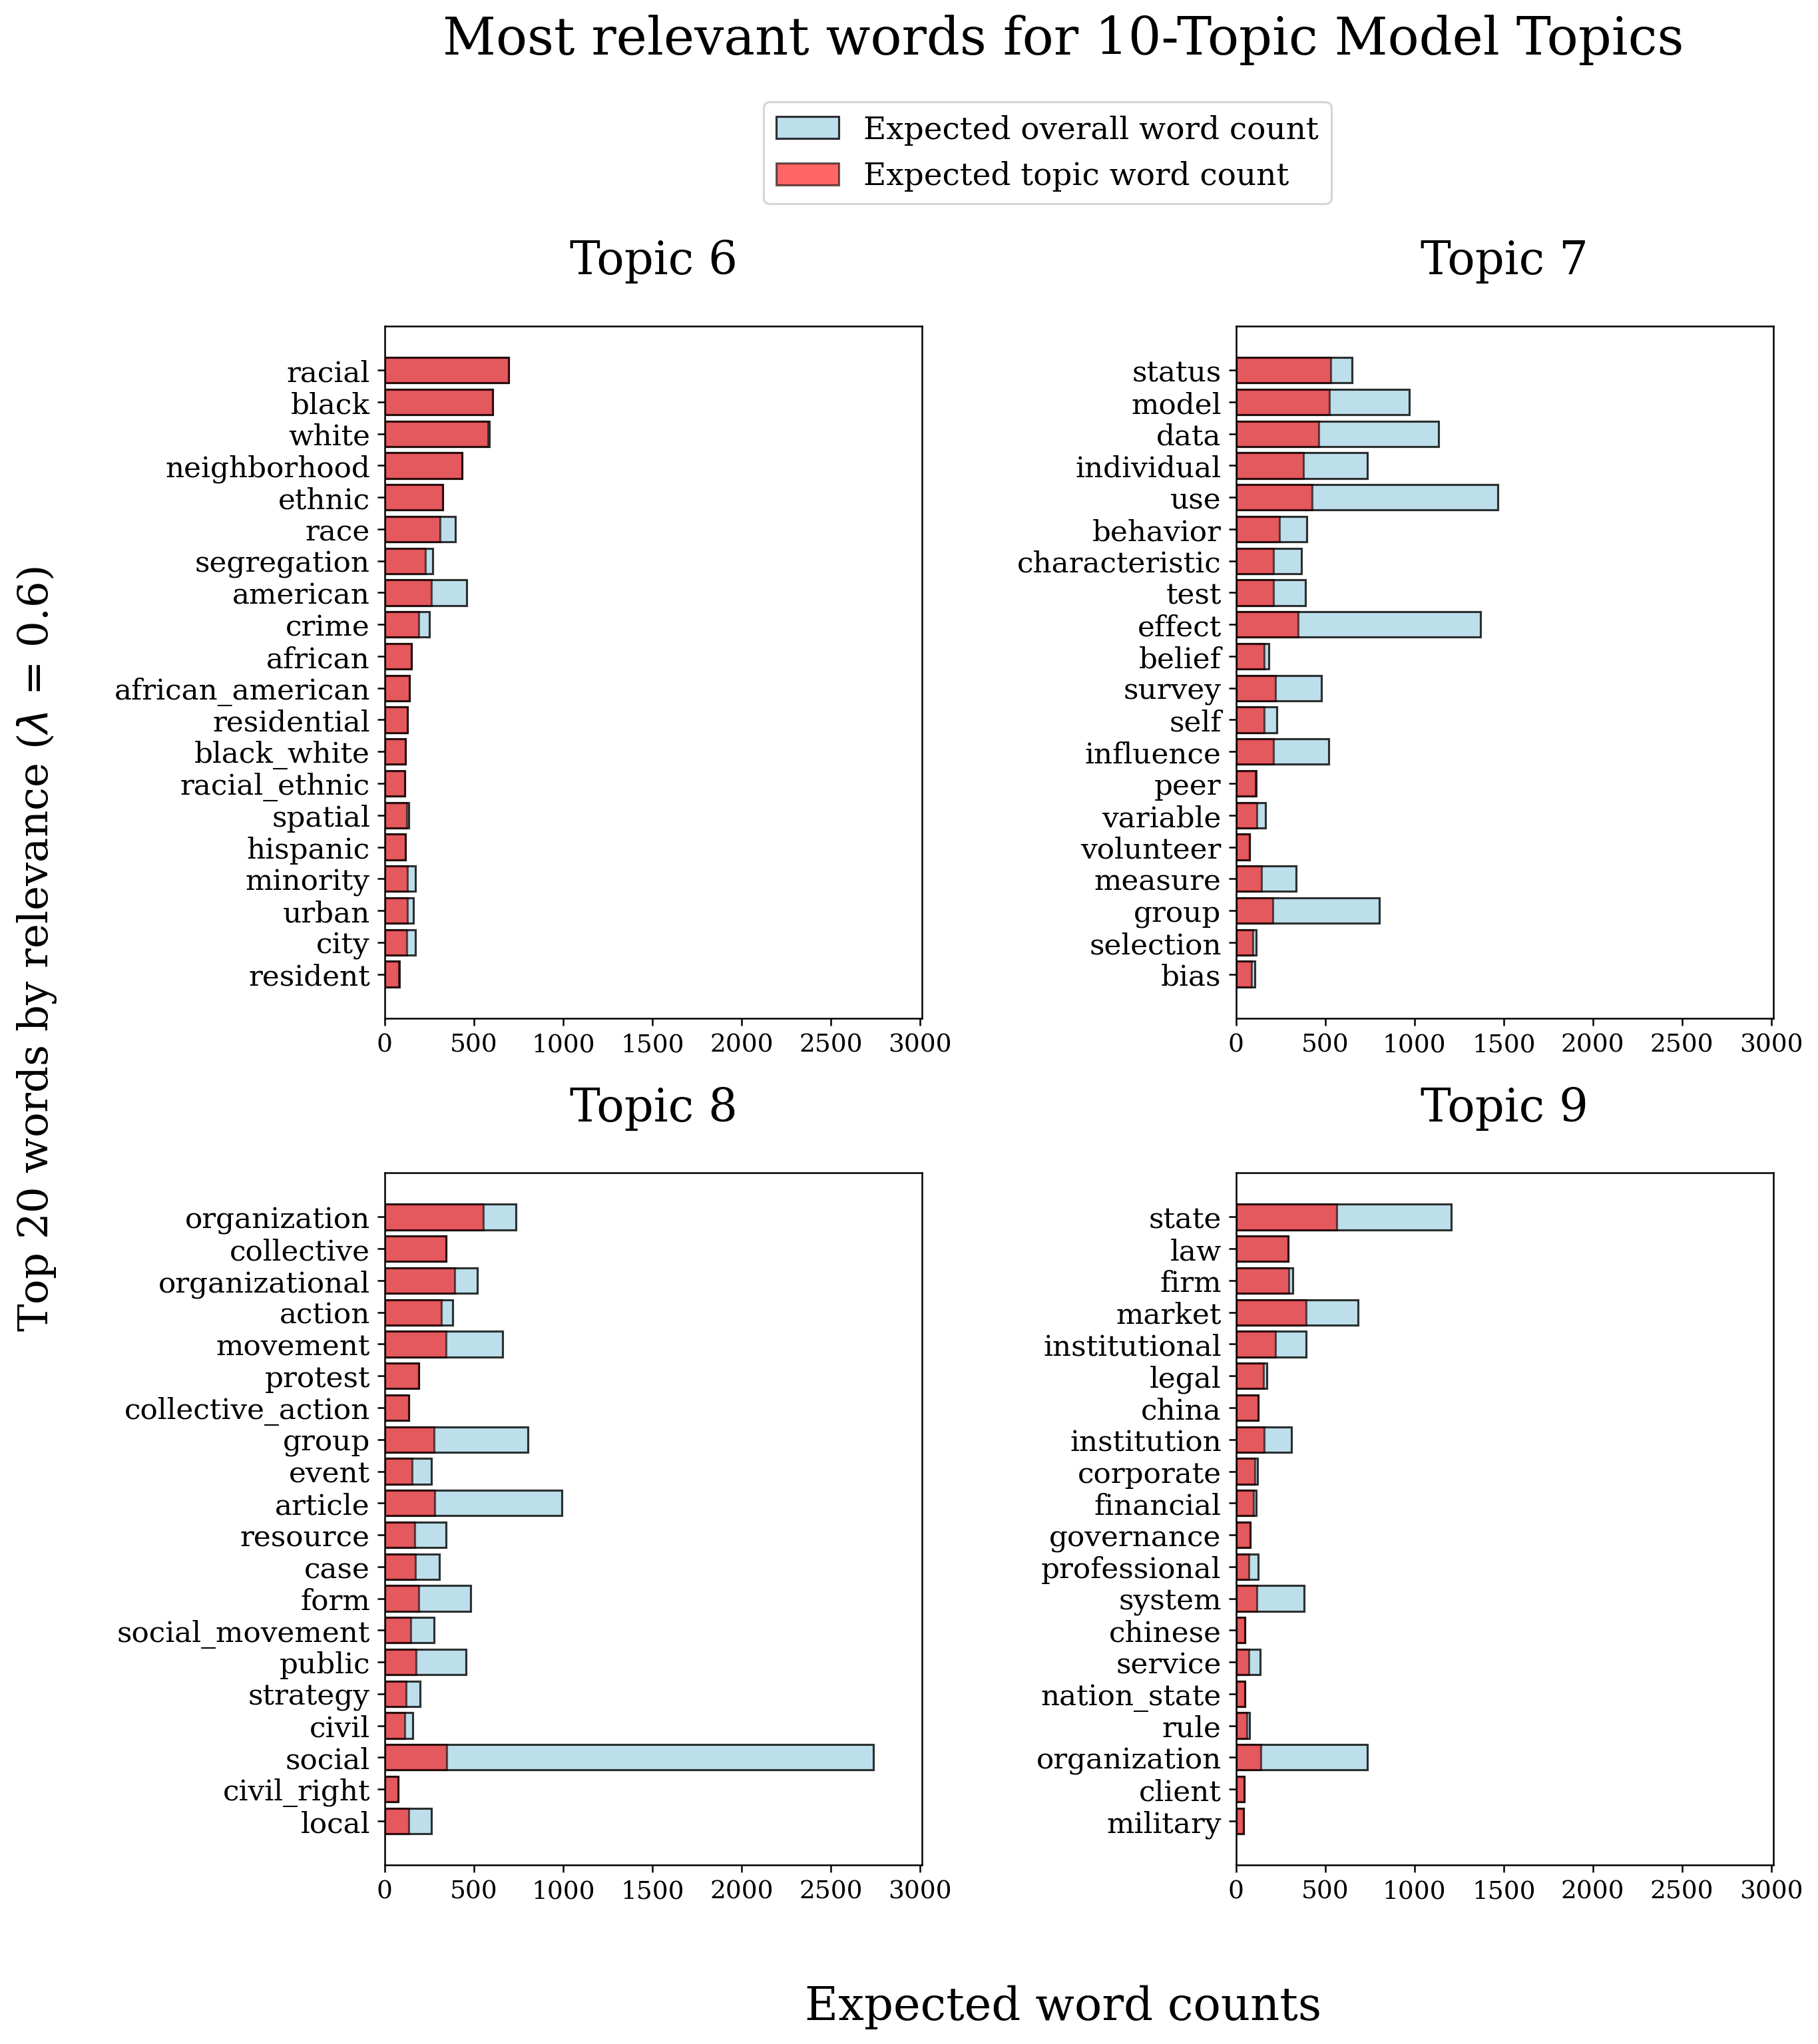 Most relevant words for 10-Topic Model Topics
Expected overall word count
Expected topic word count
Top 20 words by relevance (λ = 0.6)
Topic 6
racial
black
white
neighborhood
ethnic
race
segregation
american
crime
african
african_american
residential
black_white
racial_ethnic
spatial
hispanic
minority
urban
city
resident
0 500 1000 1500 2000 2500 3000
Topic 7
status
model
data
individual
use
behavior
characteristic
test
effect
belief
survey
self
influence
peer
variable
volunteer
measure
group
selection
bias
0 500 1000 1500 2000 2500 3000
Topic 8
organization
collective
organizational
action
movement
protest
collective_action
group
event
article
resource
case
form
social_movement
public
strategy
civil
social
civil_right
local
0 500 1000 1500 2000 2500 3000
Topic 9
state
law
firm
market
institutional
legal
china
institution
corporate
financial
governance
professional
system
chinese
service
nation_state
rule
organization
client
military
0 500 1000 1500 2000 2500 3000
Expected word counts